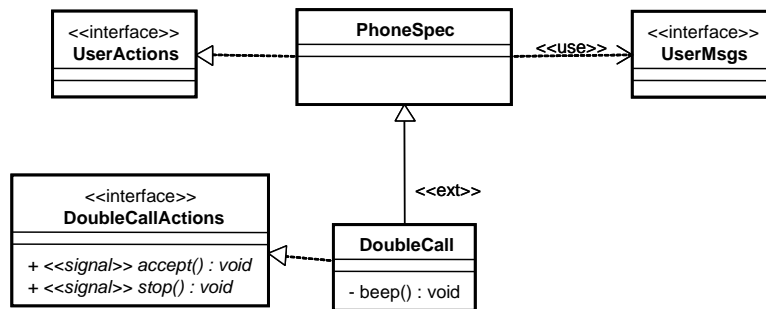 <<interface>>
UserActions
PhoneSpec
<<use>>
<<interface>>
UserMsgs
<<ext>>
<<interface>>
DoubleCallActions
+ <<signal>> accept() : void
+ <<signal>> stop() : void
DoubleCall
- beep() : void